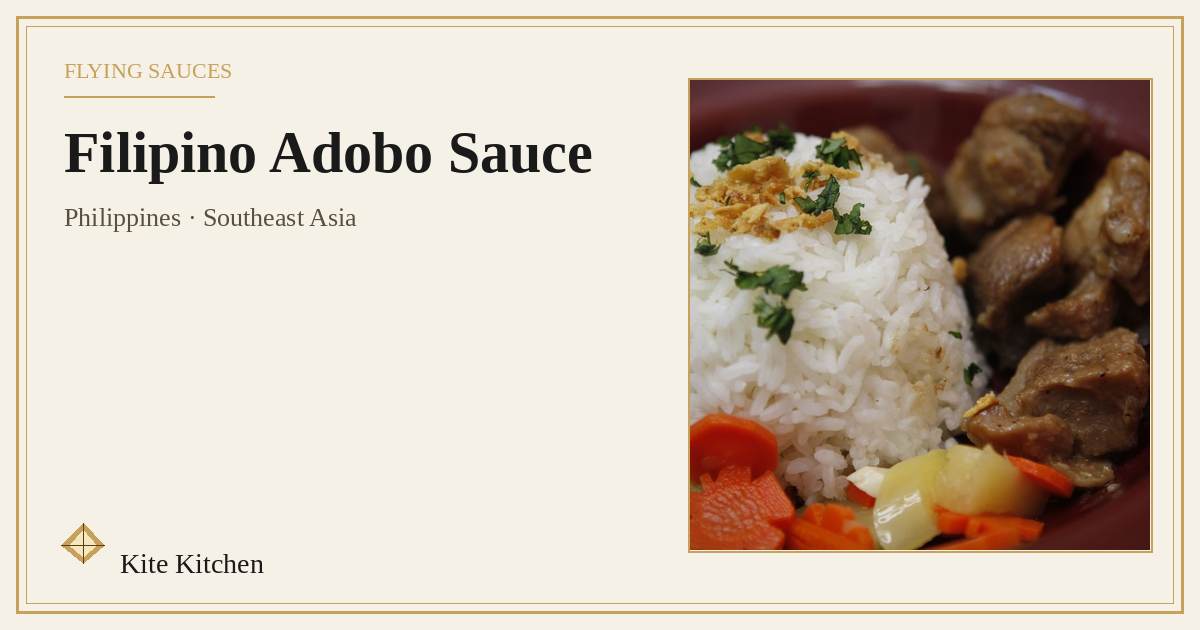 FLYING SAUCES
Filipino Adobo Sauce
Philippines · Southeast Asia
Kite Kitchen